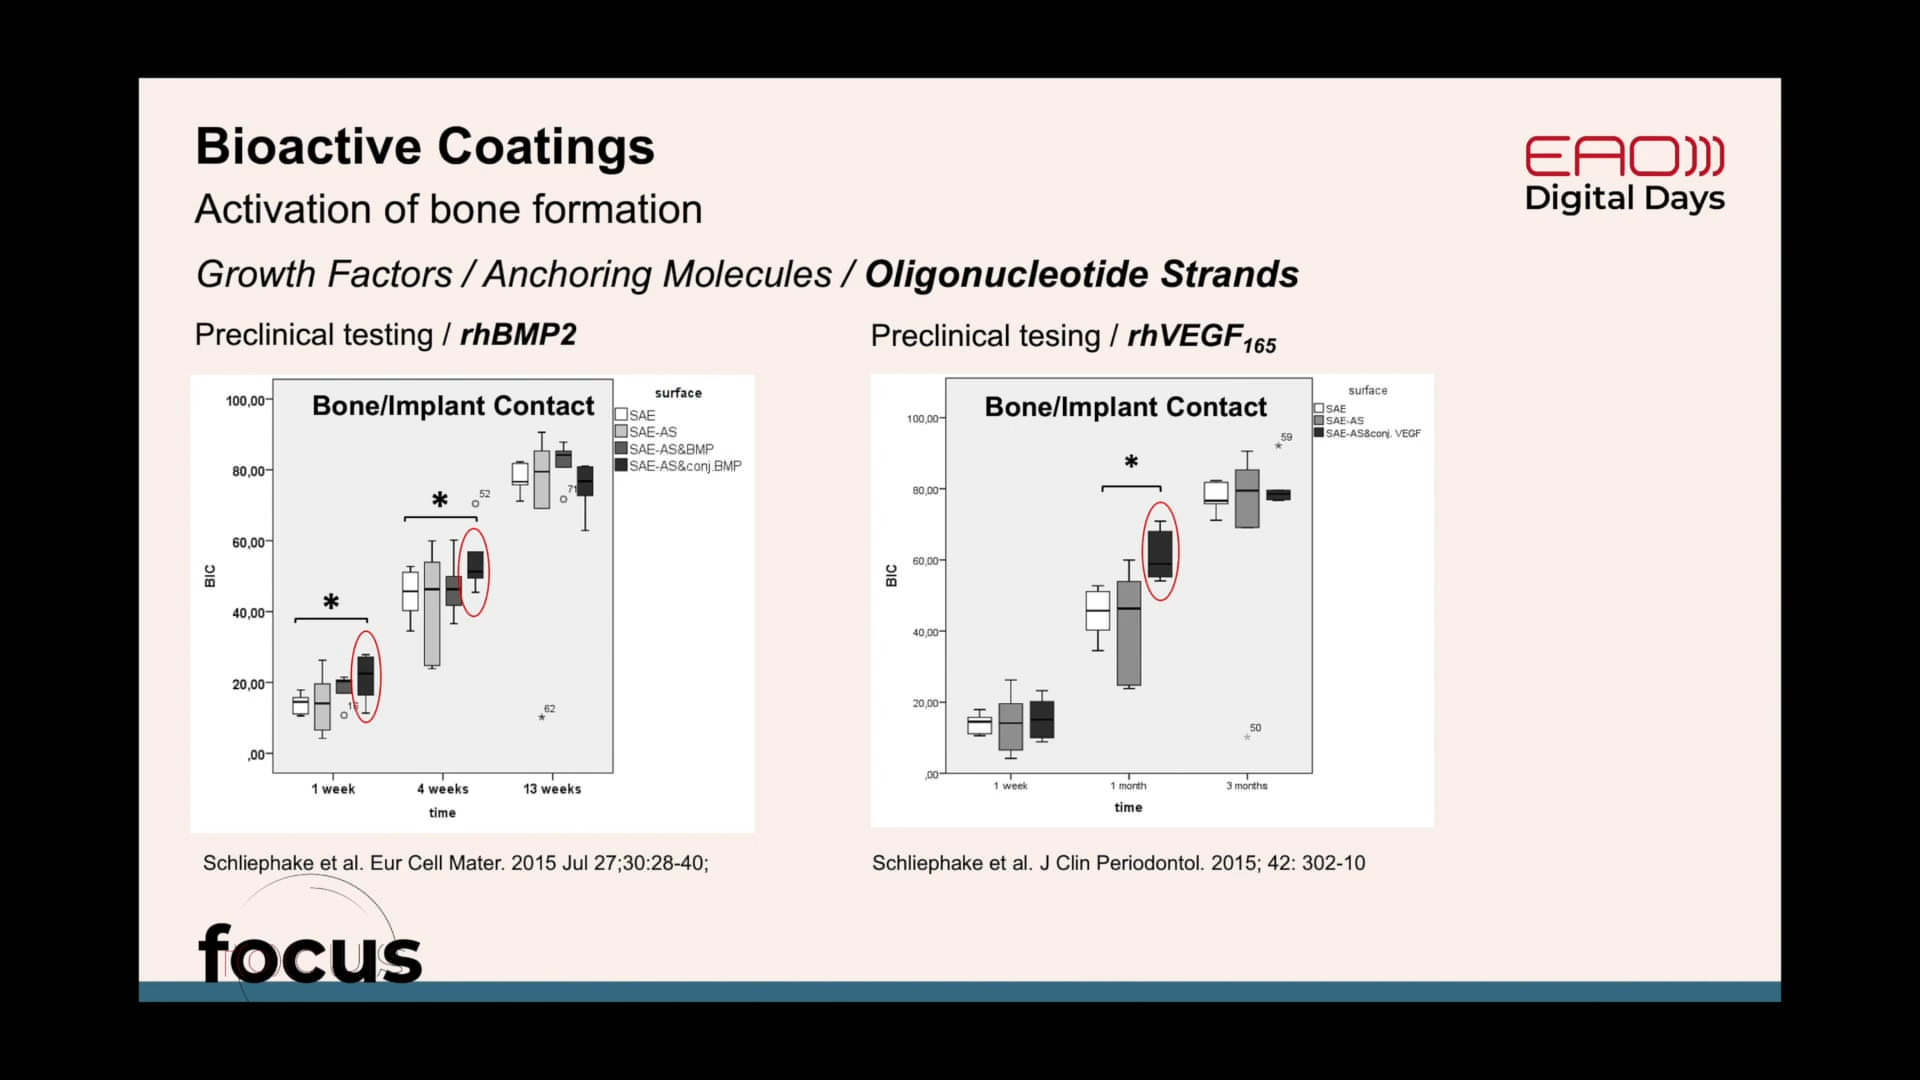 Bioactive Coatings
Activation of bone formation
Growth Factors / Anchoring Molecules / Oligonucleotide Strands
EAO)))
Digital Days
Preclinical testing / rhBMP2
Bone/Implant Contact
surface
SAE
SAE-AS
SAE-AS&BMP
SAE-AS&conj.BMP
100,00
80,00
60,00
40,00
20,00
,00
BIC
*
*
52
71
16
62
1 week 4 weeks 13 weeks
time
Schliephake et al. Eur Cell Mater. 2015 Jul 27;30:28-40;
Preclinical tesing / rhVEGF165
Bone/Implant Contact
surface
SAE
SAE-AS
SAE-AS&conj. VEGF
100,00
80,00
60,00
40,00
20,00
,00
BIC
*
59
50
1 week 1 month 3 months
time
Schliephake et al. J Clin Periodontol. 2015; 42: 302-10
focus